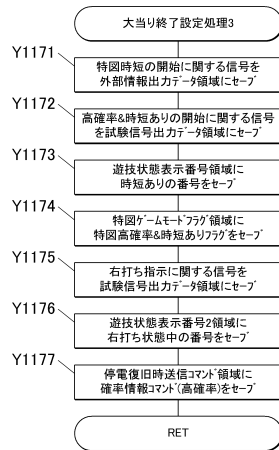 大当り終了設定処理3
Y1171
特図時短の開始に関する信号を
外部情報出力データ領域にセーブ
Y1172
高確率&時短ありの開始に関する信号
を試験信号出力データ領域にセーブ
Y1173
遊技状態表示番号領域に
時短ありの番号をセーブ
Y1174
特図ゲームモードフラグ領域に
特図高確率&時短ありフラグをセーブ
Y1175
右打ち指示に関する信号を
試験信号出力データ領域にセーブ
Y1176
遊技状態表示番号2領域に
右打ち状態中の番号をセーブ
Y1177
停電復旧時送信コマンド領域に
確率情報コマンド(高確率)をセーブ
RET